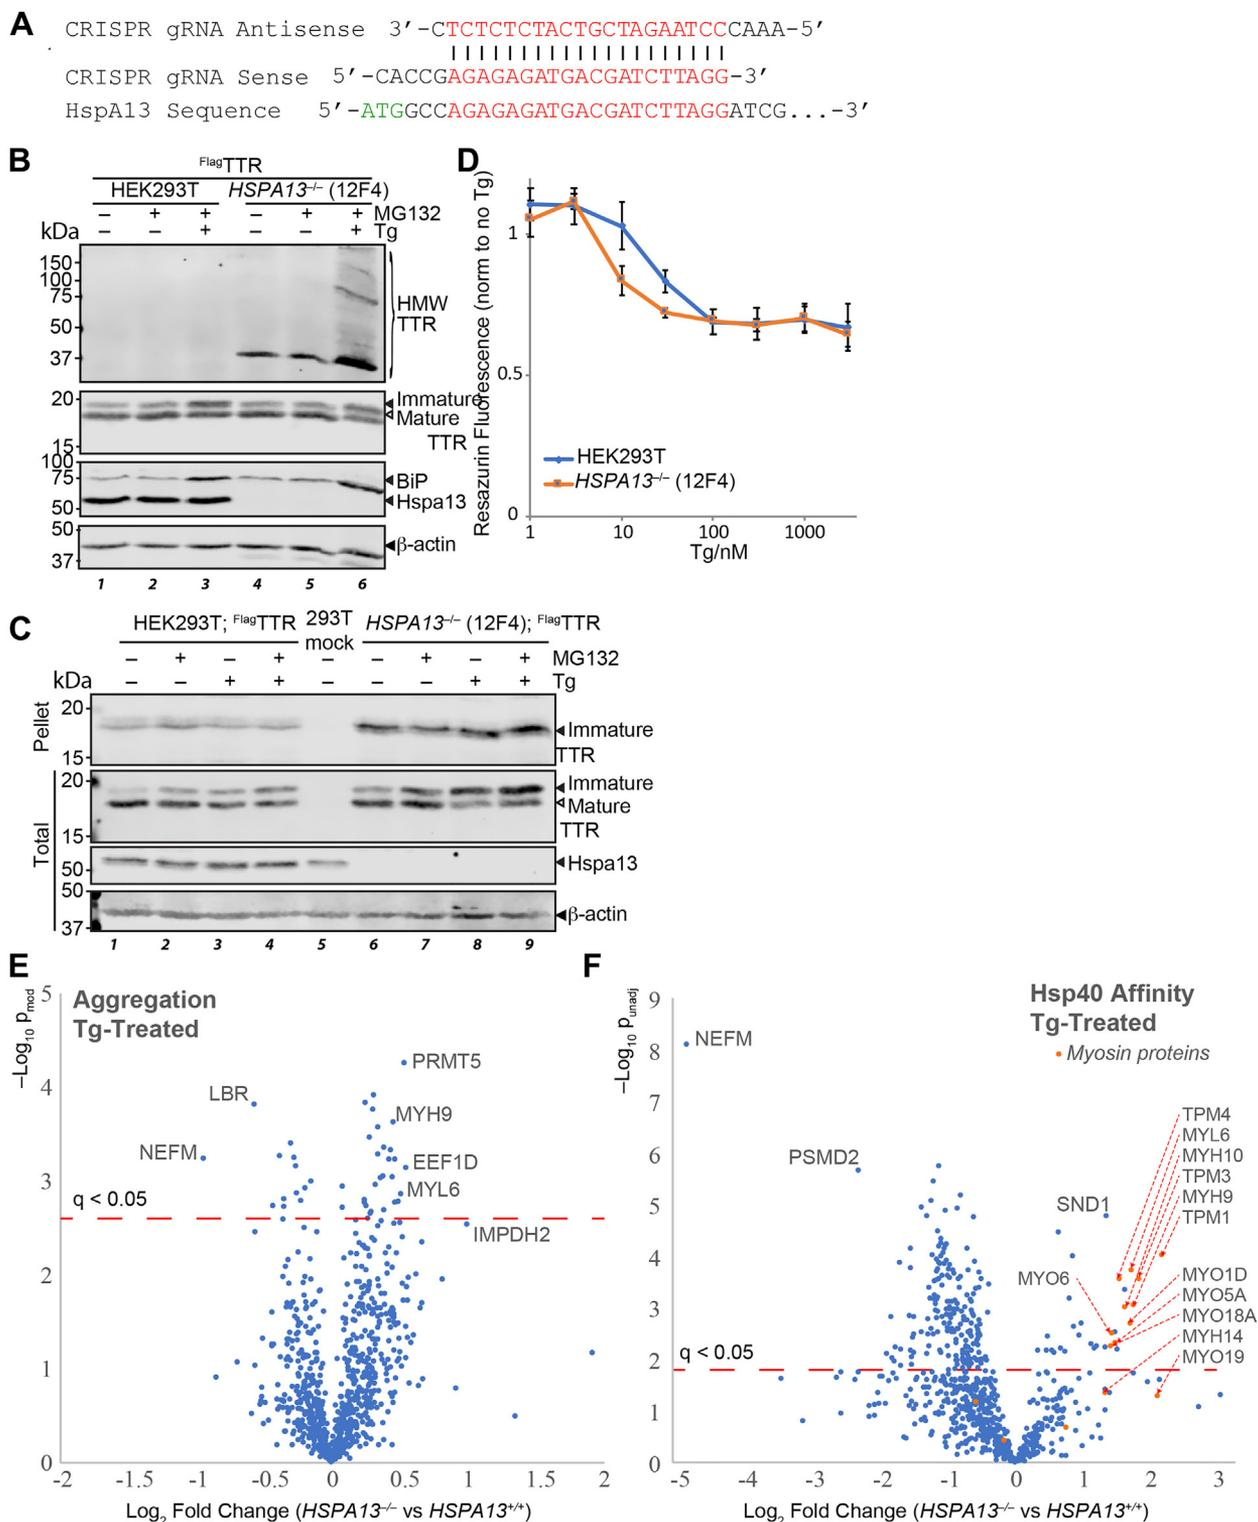 A
CRISPR gRNA Antisense 3′-CTCTCTCTACTGCTAGAATCCCAAA-5′
CRISPR gRNA Sense 5′-CACCGAGAGAGATGACGATCTTAGG-3′
HspA13 Sequence 5′-ATGGCCAGAGAGATGACGATCTTAGGATCG...-3′
B
FlagTTR
HEK293T HSPA13–/– (12F4)
– + + – + + MG132
kDa – – + – – + Tg
150
100
75
50
37
HMW
TTR
20
15
Immature
Mature
TTR
100
75
50
BiP
Hspa13
50
37
β-actin
1 2 3 4 5 6
D
Resazurin Fluorescence (norm to no Tg)
1
0.5
0
HEK293T
HSPA13–/– (12F4)
1 10 100 1000
Tg/nM
C
HEK293T; FlagTTR 293T mock HSPA13–/– (12F4); FlagTTR
– + – + – – + – + MG132
kDa – – + + – – – + + Tg
Pellet
20
15
Immature
TTR
Total
20
15
Immature
Mature
TTR
50
Hspa13
50
37
β-actin
1 2 3 4 5 6 7 8 9
E
Aggregation
Tg-Treated
–Log10 pmod
5
4
3
2
1
0
PRMT5
LBR
MYH9
NEFM
EEF1D
MYL6
q < 0.05
IMPDH2
-2 -1.5 -1 -0.5 0 0.5 1 1.5 2
Log2 Fold Change (HSPA13–/– vs HSPA13+/+)
F
Hsp40 Affinity
Tg-Treated
Myosin proteins
–Log10 punadj
9
8
7
6
5
4
3
2
1
0
NEFM
PSMD2
SND1
TPM4
MYL6
MYH10
TPM3
MYH9
TPM1
MYO6
MYO1D
MYO5A
MYO18A
MYH14
MYO19
q < 0.05
-5 -4 -3 -2 -1 0 1 2 3
Log2 Fold Change (HSPA13–/– vs HSPA13+/+)